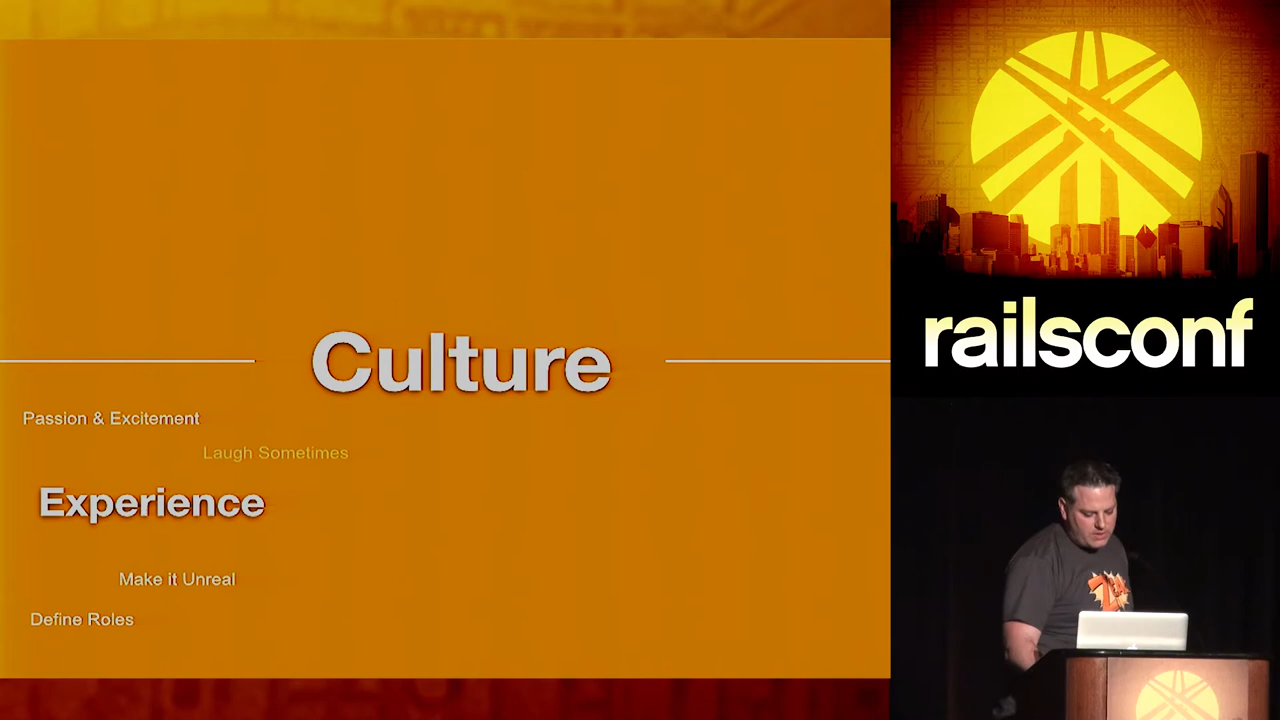 Culture
Passion & Excitement
Laugh Sometimes
Experience
Make it Unreal
Define Roles
railsconf